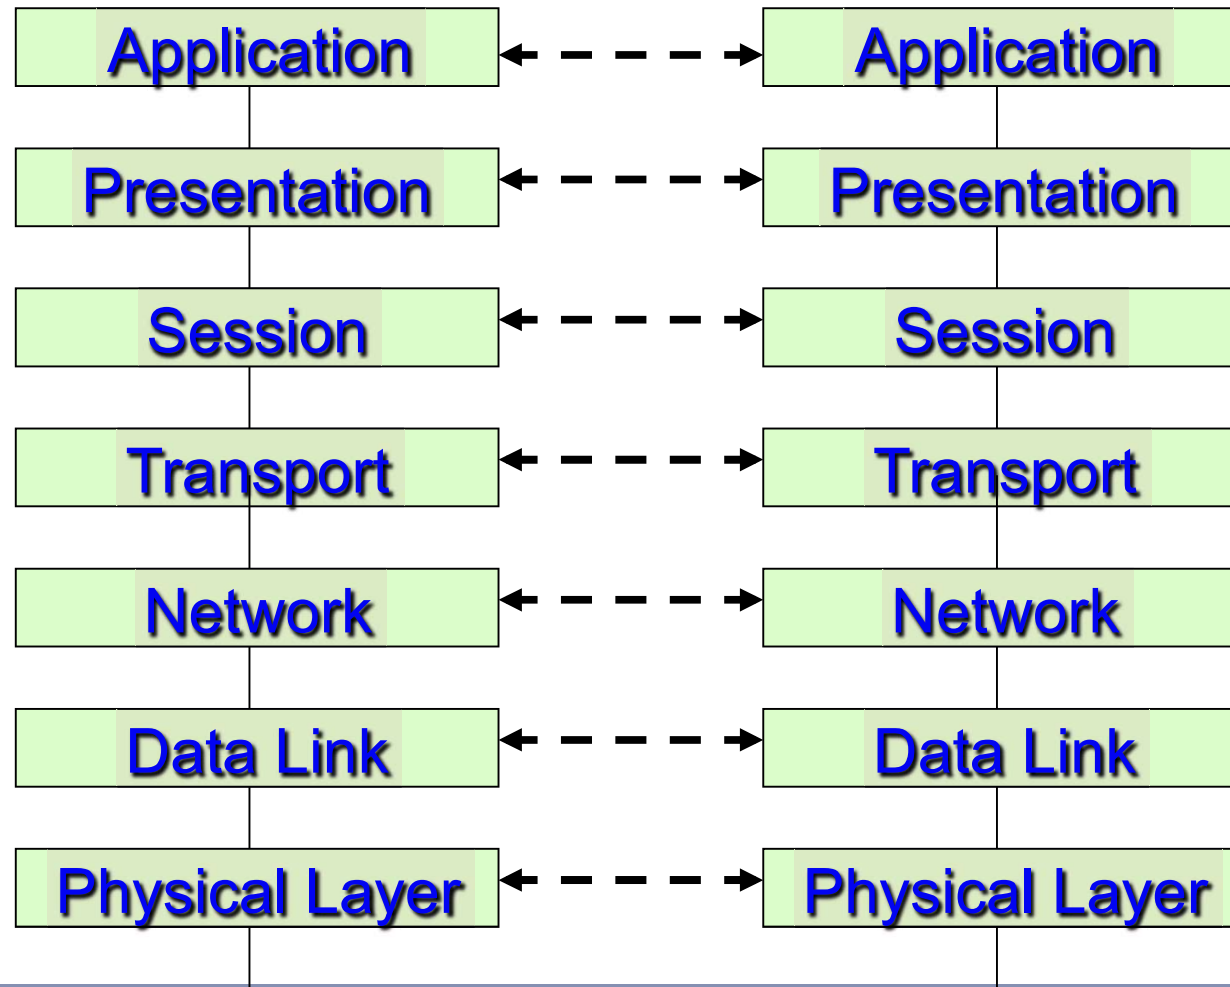 Application Application
Presentation Presentation
Session Session
Transport Transport
Network Network
Data Link Data Link
Physical Layer Physical Layer